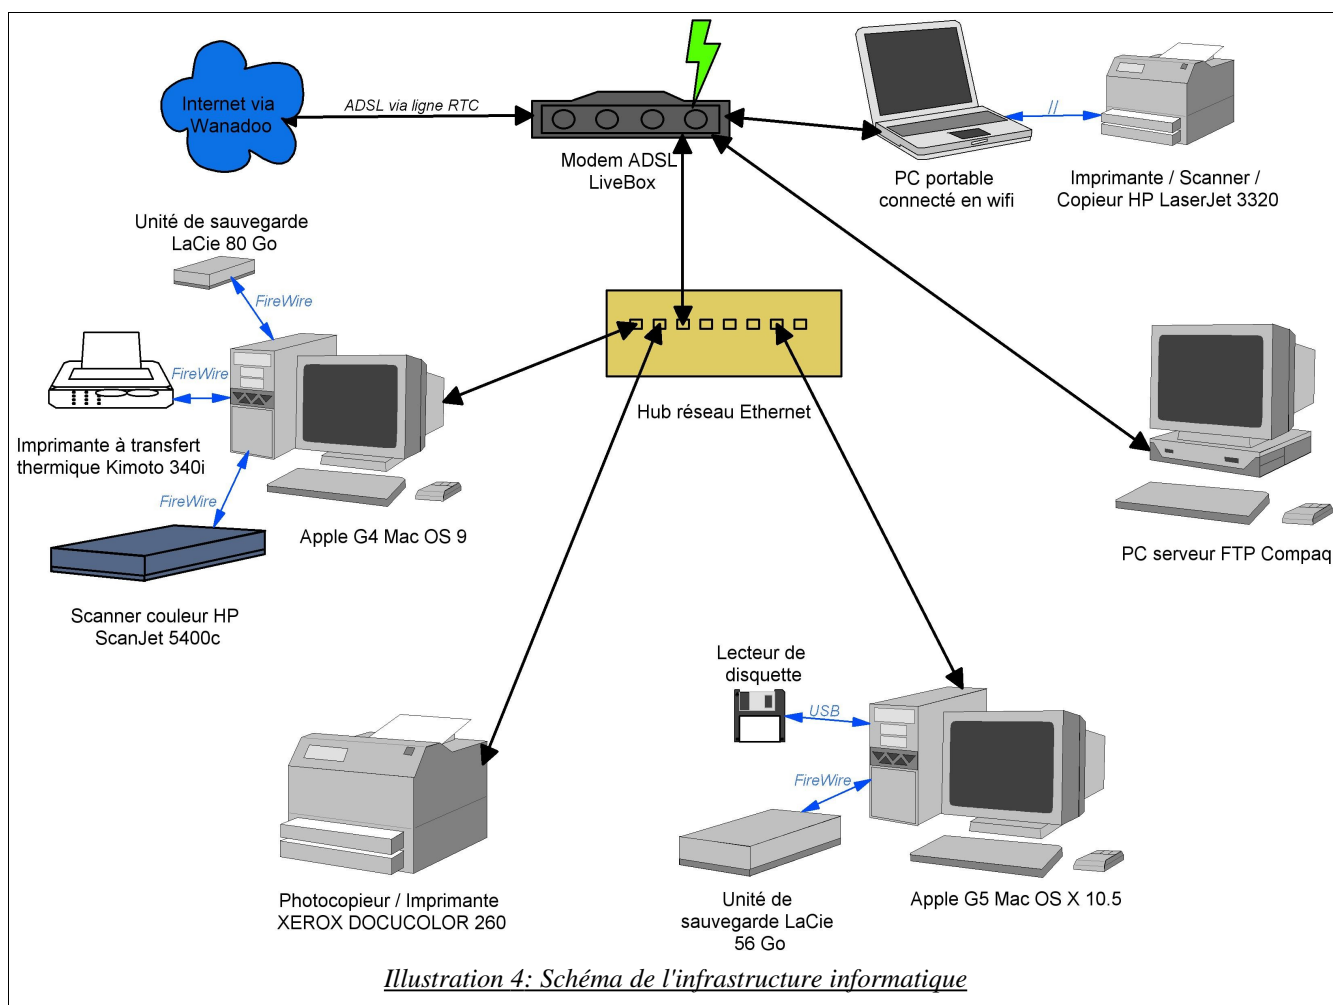 Internet via
Wanadoo
ADSL via ligne RTC
Modem ADSL
LiveBox
PC portable
connecté en wifi
//
Imprimante / Scanner /
Copieur HP LaserJet 3320
Unité de sauvegarde
LaCie 80 Go
FireWire
FireWire
Imprimante à transfert
thermique Kimoto 340i
FireWire
Apple G4 Mac OS 9
Scanner couleur HP
ScanJet 5400c
Hub réseau Ethernet
PC serveur FTP Compaq
Lecteur de
disquette
USB
FireWire
Photocopieur / Imprimante
XEROX DOCUCOLOR 260
Unité de
sauvegarde LaCie
56 Go
Apple G5 Mac OS X 10.5
Illustration 4: Schéma de l'infrastructure informatique